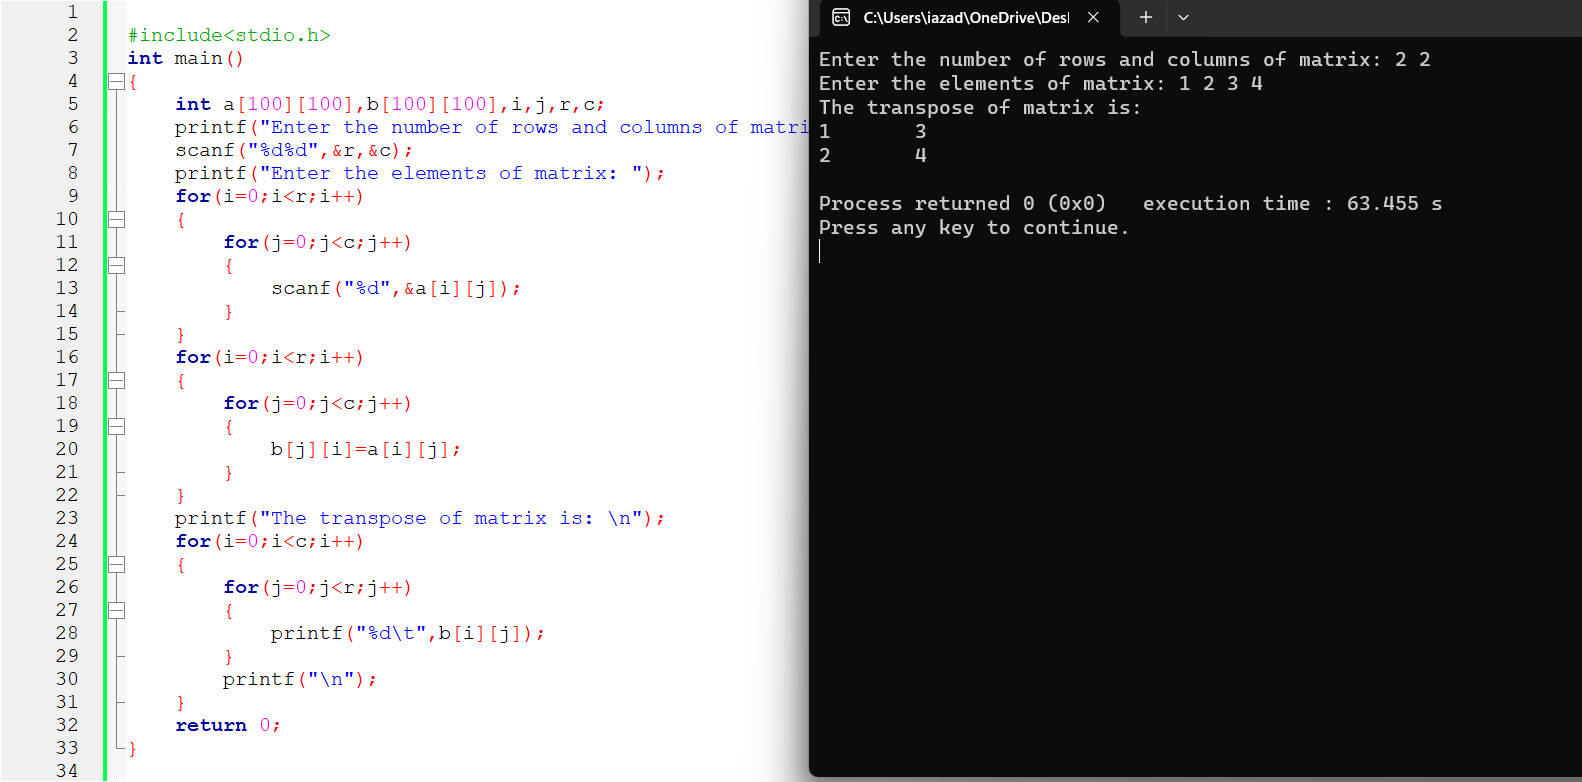 1
2 #include<stdio.h>
3 int main()
4 {
5 int a[100][100],b[100][100],i,j,r,c;
6 printf("Enter the number of rows and columns of matri
7 scanf("%d%d",&r,&c);
8 printf("Enter the elements of matrix: ");
9 for(i=0;i<r;i++)
10 {
11 for(j=0;j<c;j++)
12 {
13 scanf("%d",&a[i][j]);
14 }
15 }
16 for(i=0;i<r;i++)
17 {
18 for(j=0;j<c;j++)
19 {
20 b[j][i]=a[i][j];
21 }
22 }
23 printf("The transpose of matrix is: \n");
24 for(i=0;i<c;i++)
25 {
26 for(j=0;j<r;j++)
27 {
28 printf("%d\t",b[i][j]);
29 }
30 printf("\n");
31 }
32 return 0;
33 }
34
C:\Users\iazad\OneDrive\Des
Enter the number of rows and columns of matrix: 2 2
Enter the elements of matrix: 1 2 3 4
The transpose of matrix is:
1 3
2 4
Process returned 0 (0x0) execution time : 63.455 s
Press any key to continue.